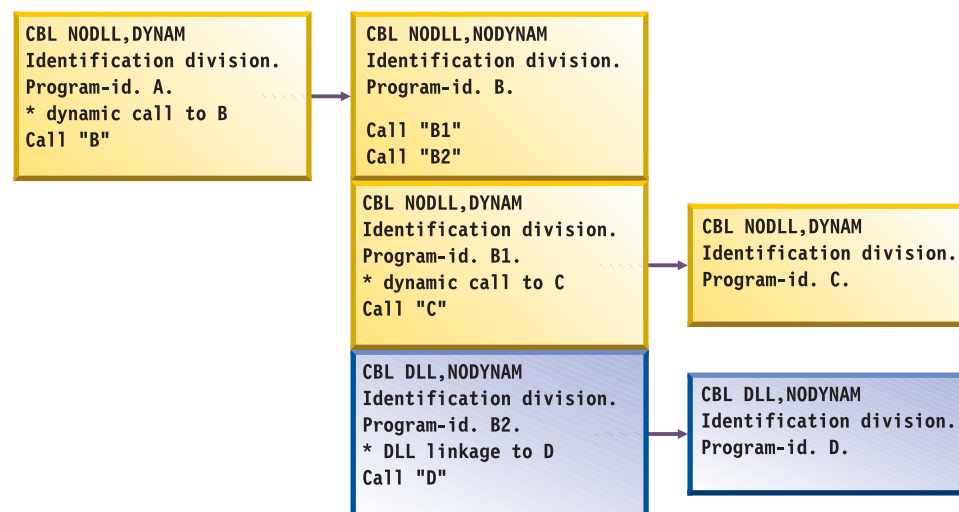 CBL NODLL,DYNAM
Identification division.
Program-id. A.
* dynamic call to B
Call "B"
CBL NODLL,NODYNAM
Identification division.
Program-id. B.
Call "B1"
Call "B2"
CBL NODLL,DYNAM
Identification division.
Program-id. B1.
* dynamic call to C
Call "C"
CBL NODLL,DYNAM
Identification division.
Program-id. C.
CBL DLL,NODYNAM
Identification division.
Program-id. B2.
* DLL linkage to D
Call "D"
CBL DLL,NODYNAM
Identification division.
Program-id. D.